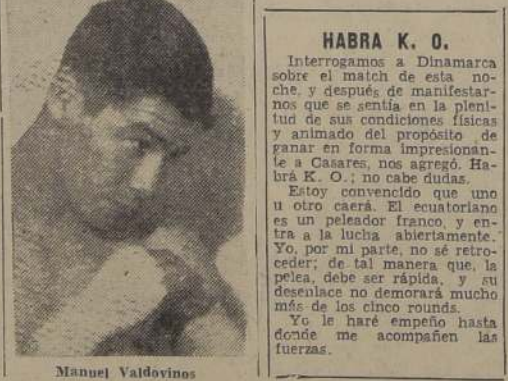 Manuel Valdovinos
HABRA K. O.
Interrogamos a Dinamarca
sobre el match de esta no-
che, y después de manifestar-
nos que se sentía en la pleni-
tud de sus condiciones físicas
y animado del propósito de
ganar en forma impresionan-
te a Casares, nos agregó. Ha-
brá K. O.; no cabe dudas.
Estoy convencido que uno
u otro caerá. El ecuatoriano
es un peleador franco, y en-
tra a la lucha abiertamente.
Yo, por mi parte, no sé retro-
ceder; de tal manera que, la
pelea, debe ser rápida, y su
desenlace no demorará mucho
más de los cinco rounds.
Yo le haré empeño hasta
donde me acompañen las
fuerzas.